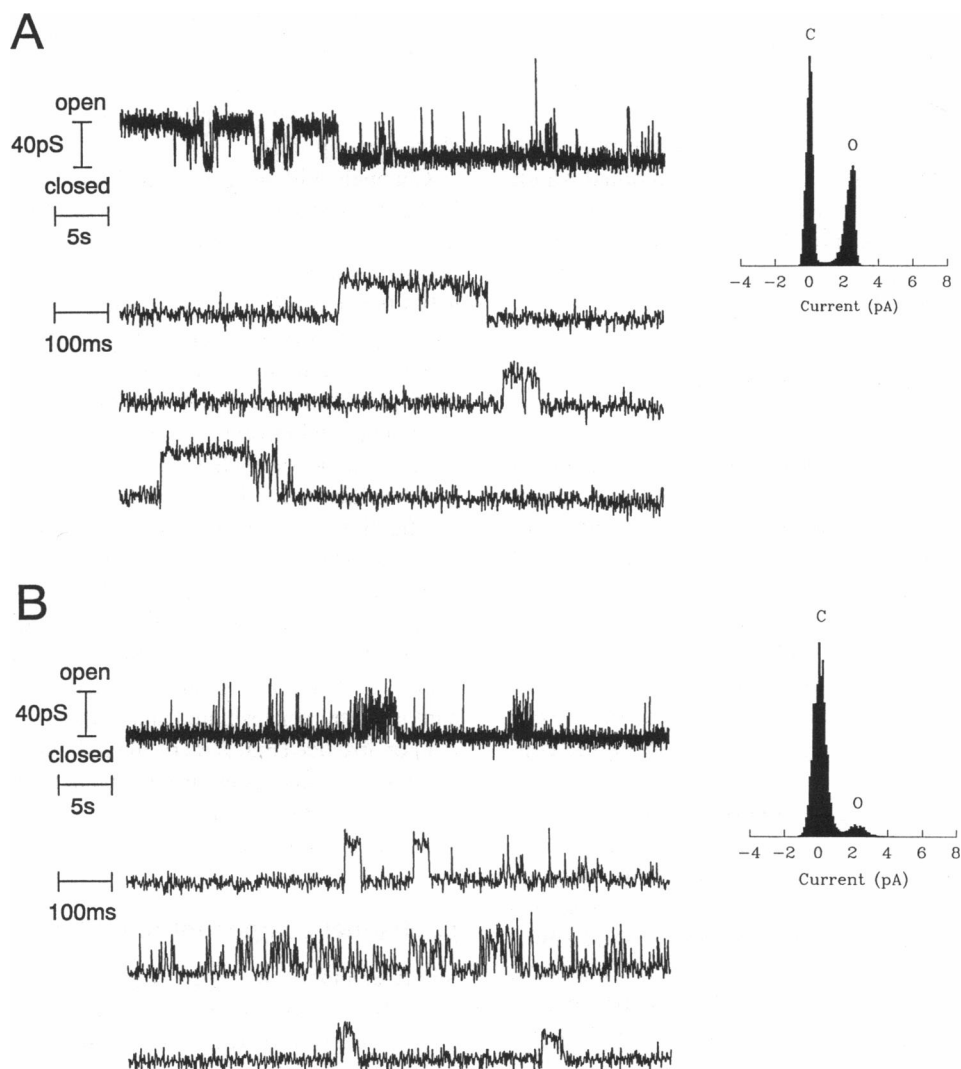 A
C
open
40pS
O
closed
5s
−4 −2 0 2 4 6 8
Current (pA)
100ms
B
C
open
40pS
closed
O
5s
−4 −2 0 2 4 6 8
Current (pA)
100ms